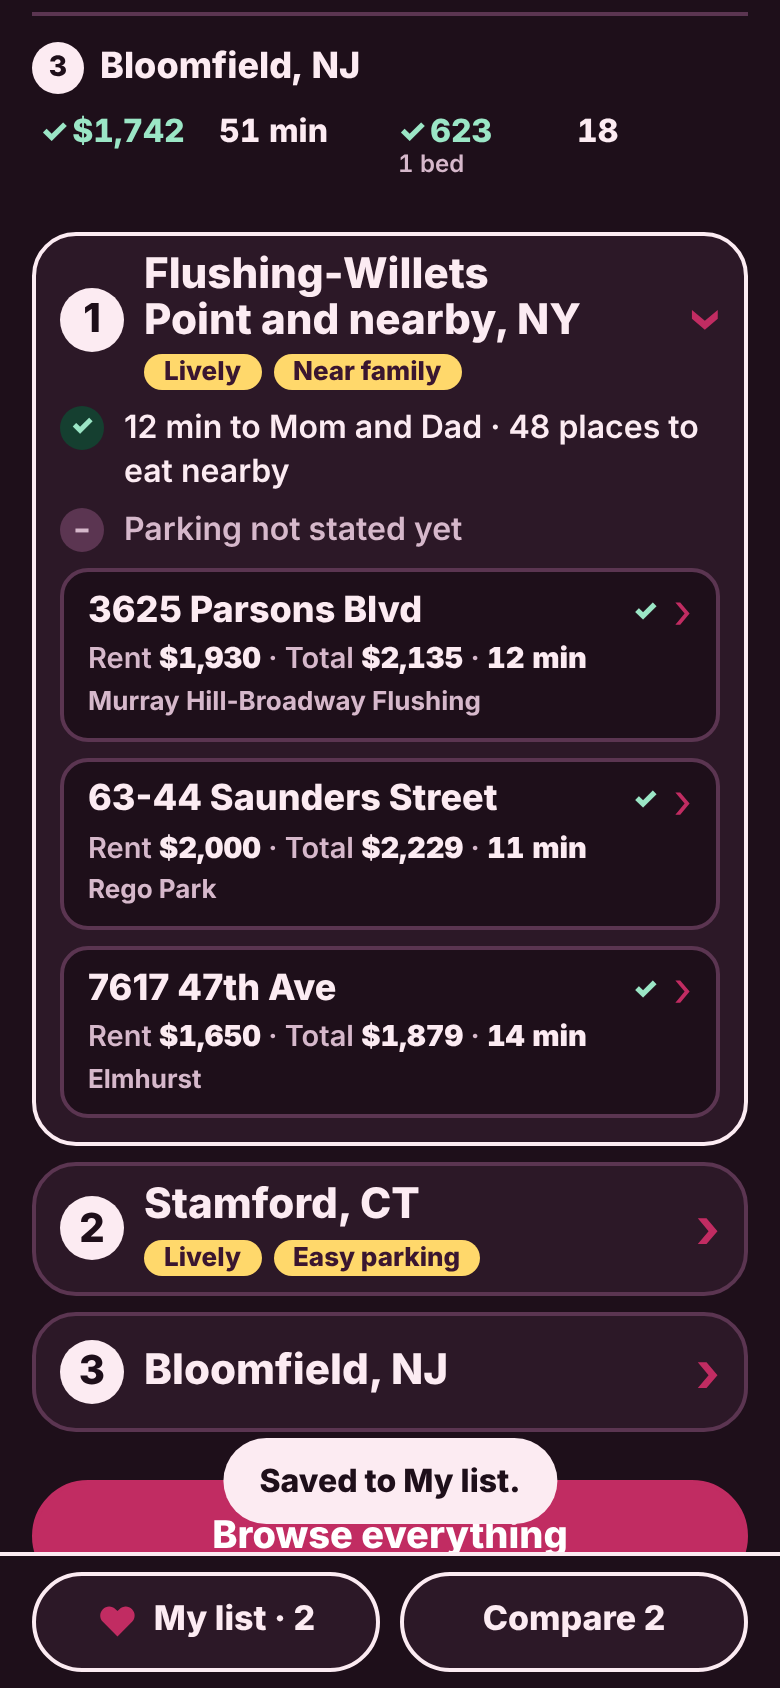 3 Bloomfield, NJ
✓$1,742 51 min ✓623 18
1 bed
1 Flushing-Willets
Point and nearby, NY
Lively Near family
12 min to Mom and Dad · 48 places to
eat nearby
Parking not stated yet
3625 Parsons Blvd
Rent $1,930 · Total $2,135 · 12 min
Murray Hill-Broadway Flushing
63-44 Saunders Street
Rent $2,000 · Total $2,229 · 11 min
Rego Park
7617 47th Ave
Rent $1,650 · Total $1,879 · 14 min
Elmhurst
2 Stamford, CT
Lively Easy parking
3 Bloomfield, NJ
Saved to My list.
Browse everything
My list · 2 Compare 2